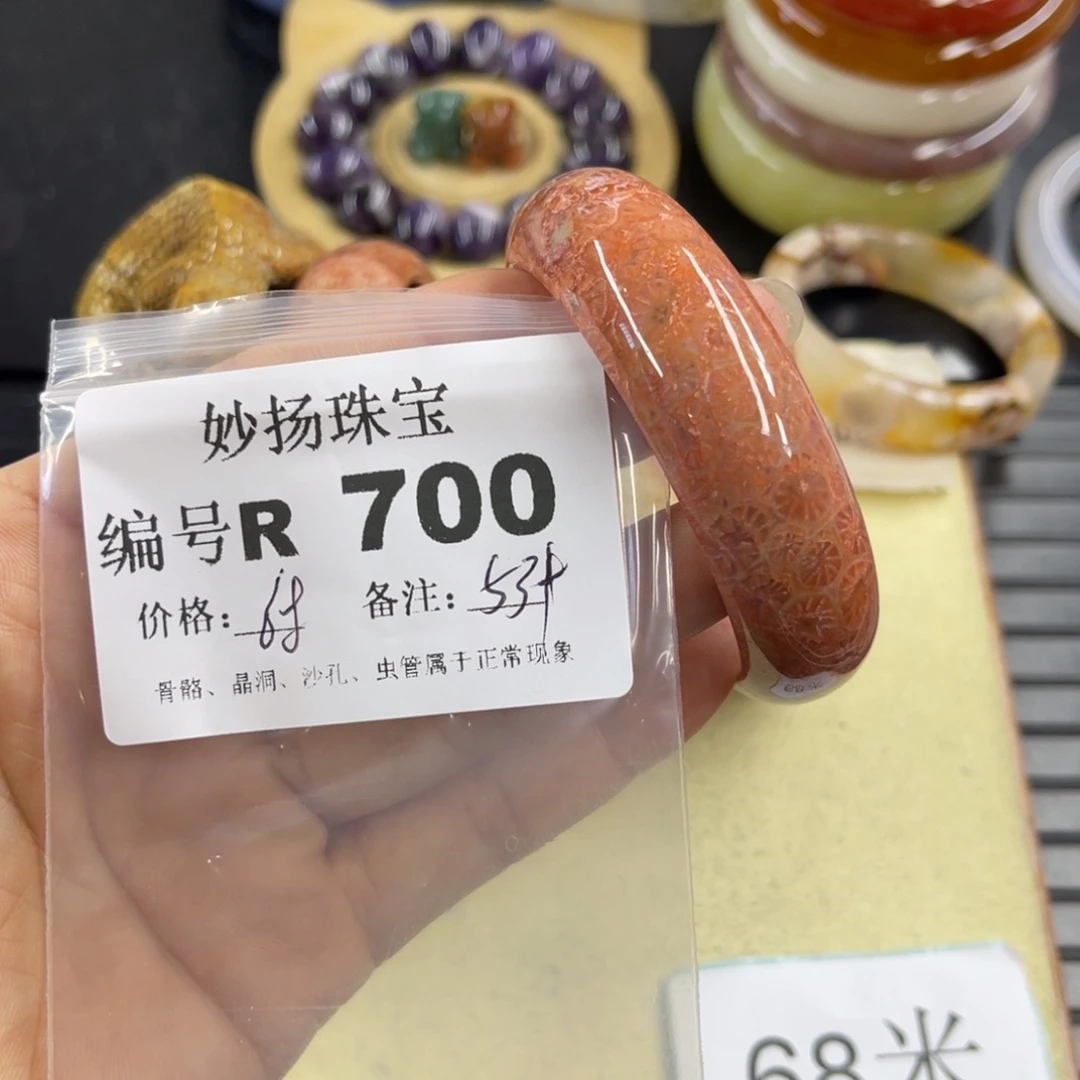 妙扬珠宝
编号R 700
价格: 备注: 53+
骨骼、晶洞、沙孔、虫管属于正常现象
68米